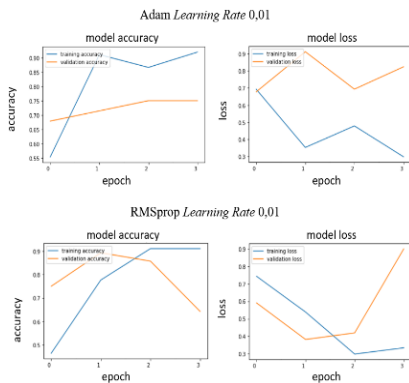 Adam Learning Rate 0,01
model accuracy
training accuracy
validation accuracy
0.90
0.85
0.80
0.75
0.70
0.65
0.60
0.55
accuracy
0 1 2 3
epoch
model loss
training loss
validation loss
0.9
0.8
0.7
0.6
0.5
0.4
0.3
loss
0 1 2 3
epoch
RMSprop Learning Rate 0,01
model accuracy
training accuracy
validation accuracy
0.9
0.8
0.7
0.6
0.5
accuracy
0 1 2 3
epoch
model loss
training loss
validation loss
0.9
0.8
0.7
0.6
0.5
0.4
0.3
loss
0 1 2 3
epoch